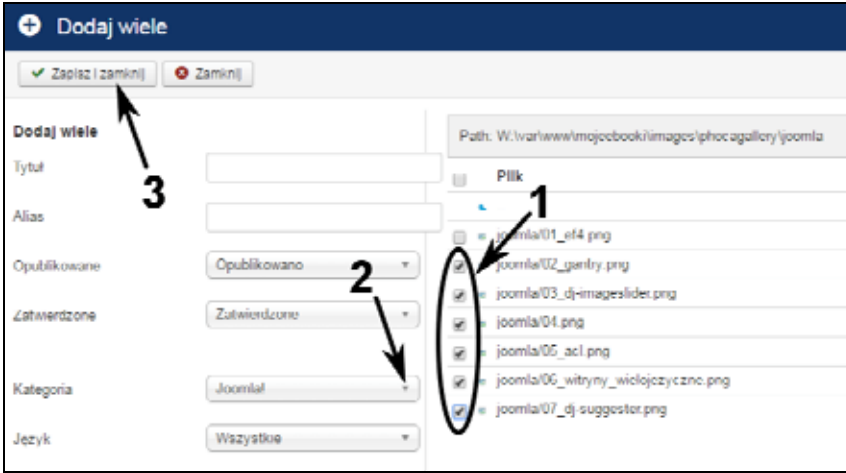 Dodaj wiele
Zapisz i zamknij
Zamknij
3
Dodaj wiele
Tytuł
Alias
Opublikowane
Opublikowano
Zatwierdzone
Zatwierdzone
2
Kategoria
Joomla!
Język
Wszystkie
Path: W:\var\www\mojeebooki\images\phocagallery\joomla
Plik
1
joomla/01_ef4.png
joomla/02_gantry.png
joomla/03_dj-imageslider.png
joomla/04.png
joomla/05_acl.png
joomla/06_witryny_wielojezyczne.png
joomla/07_dj-suggester.png